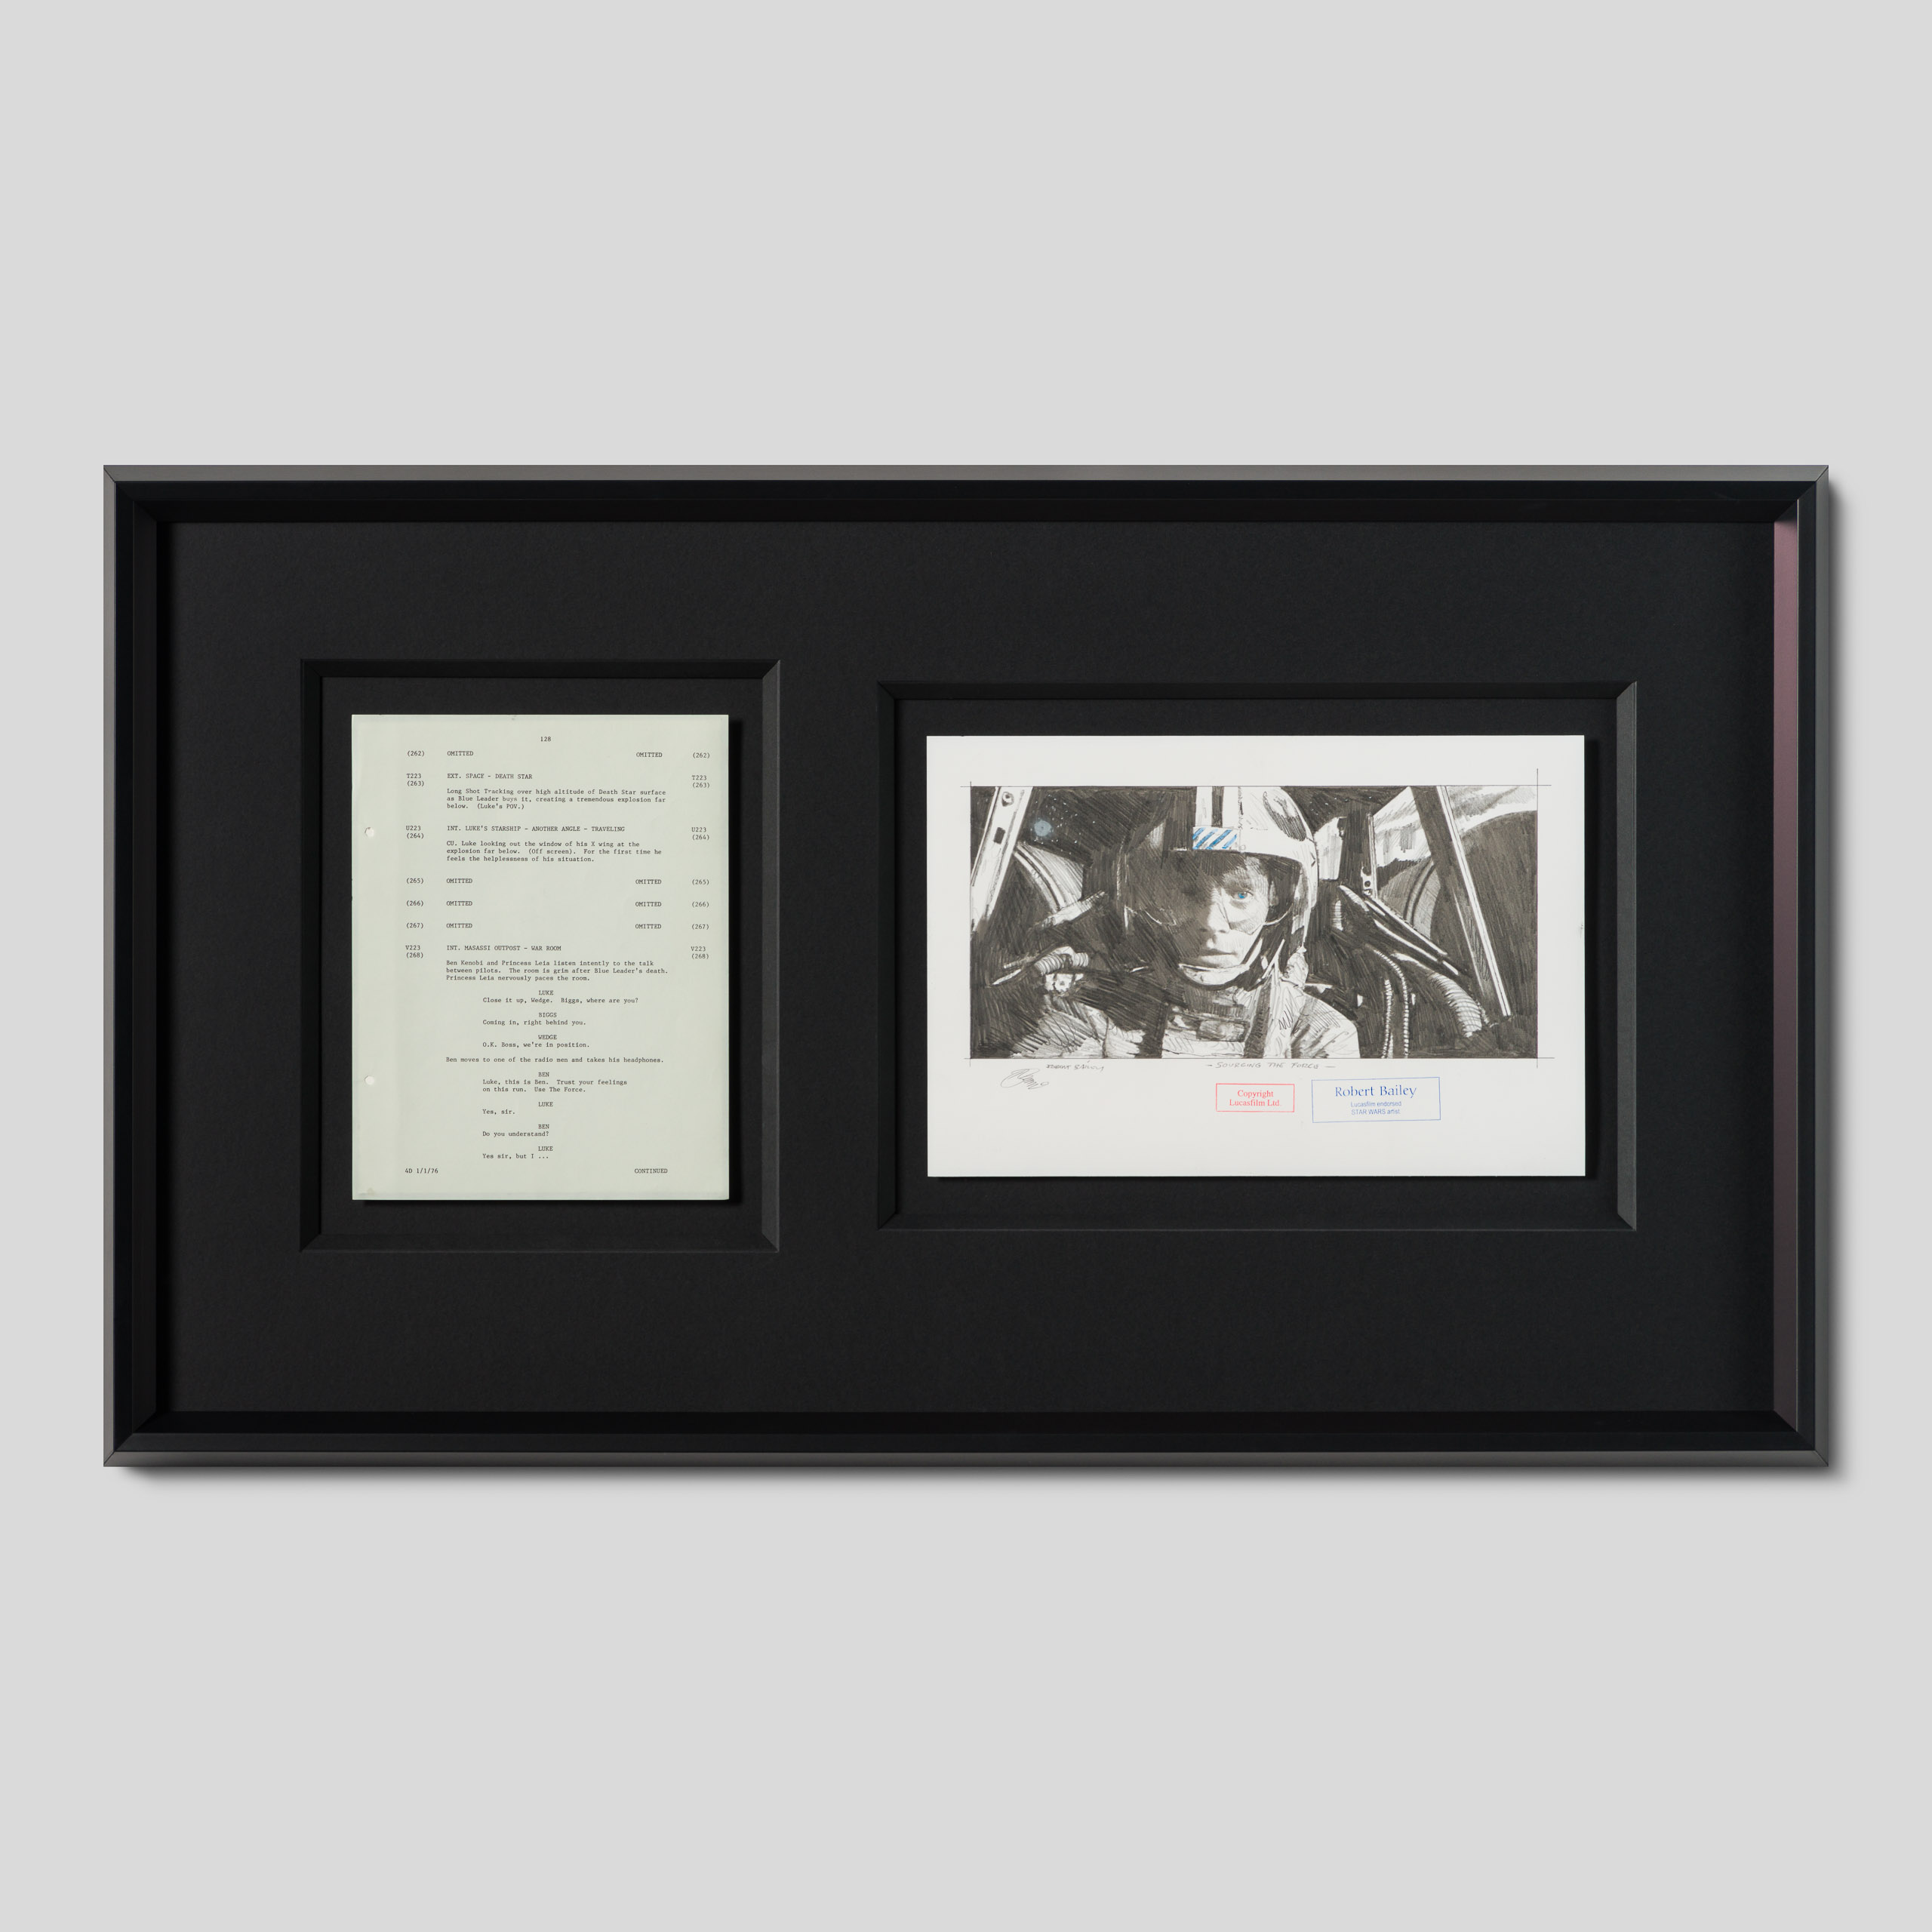 128
(262) OMITTED OMITTED (262)
T223 EXT. SPACE - DEATH STAR T223
(263) (263)
Long Shot Tracking over high altitude of Death Star surface
as Blue Leader buys it, creating a tremendous explosion far
below. (Luke's POV.)
U223 INT. LUKE'S STARSHIP - ANOTHER ANGLE - TRAVELING U223
(264) (264)
CU. Luke looking out the window of his X wing at the
explosion far below. (Off screen). For the first time he
feels the helplessness of his situation.
(265) OMITTED OMITTED (265)
(266) OMITTED OMITTED (266)
(267) OMITTED OMITTED (267)
V223 INT. MASASSI OUTPOST - WAR ROOM V223
(268) (268)
Ben Kenobi and Princess Leia listen intently to the talk
between pilots. The room is grim after Blue Leader's death.
Princess Leia nervously paces the room.
LUKE
Close it up, Wedge. Biggs, where are you?
BIGGS
Coming in, right behind you.
WEDGE
O.K. Boss, we're in position.
Ben moves to one of the radio men and takes his headphones.
BEN
Luke, this is Ben. Trust your feelings
on this run. Use The Force.
LUKE
Yes, sir.
BEN
Do you understand?
LUKE
Yes sir, but I ...
4D 1/1/76 CONTINUED
ROBERT BAILEY
THE FORCE -
Copyright
Lucasfilm Ltd.
Robert Bailey
Lucasfilm endorsed
STAR WARS artist